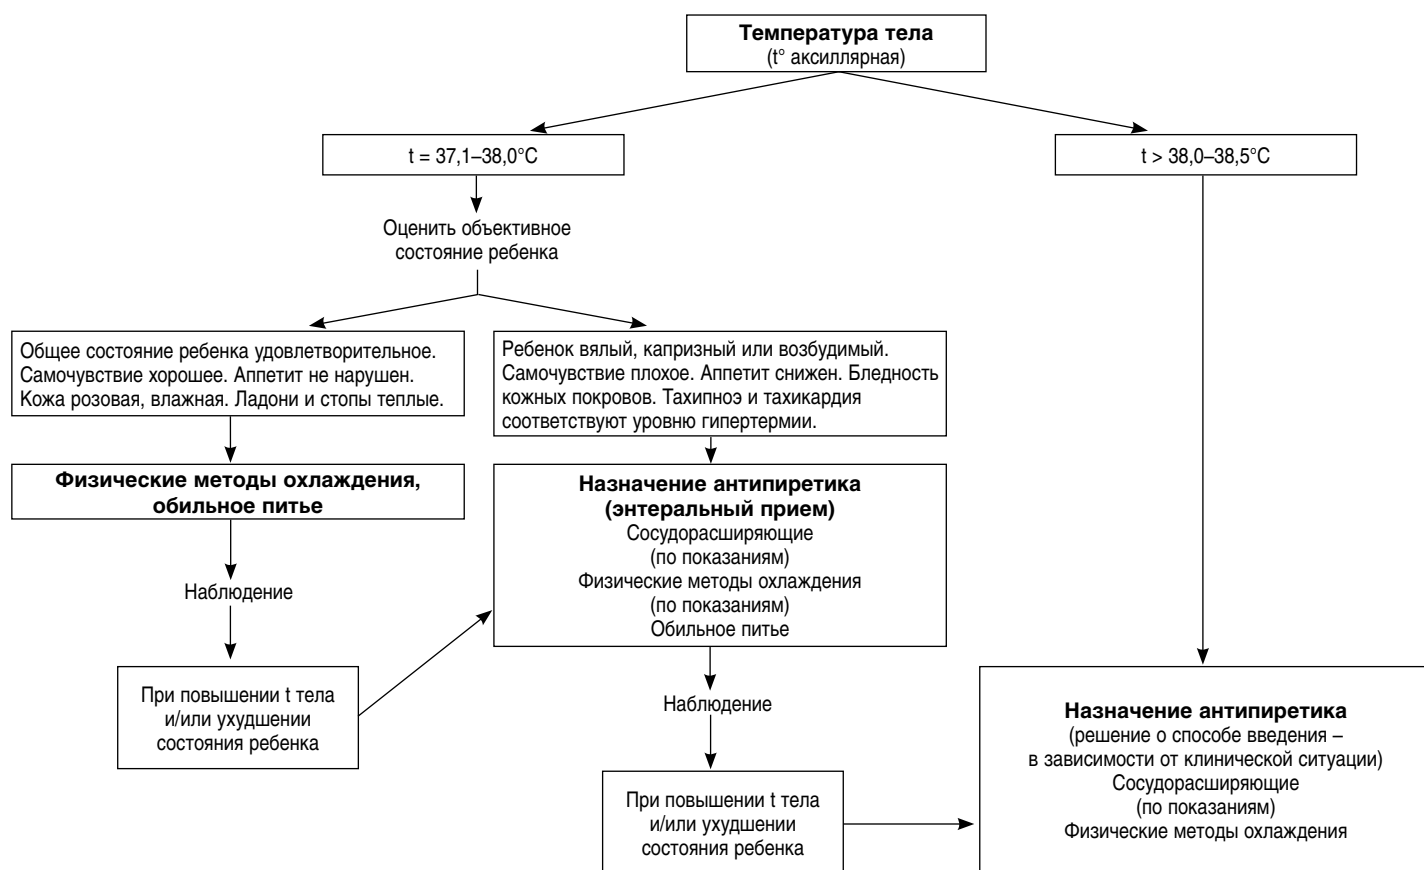 Температура тела
(t° аксиллярная)
t = 37,1–38,0°C
t > 38,0–38,5°C
Оценить объективное
состояние ребенка
Общее состояние ребенка удовлетворительное.
Самочувствие хорошее. Аппетит не нарушен.
Кожа розовая, влажная. Ладони и стопы теплые.
Ребенок вялый, капризный или возбудимый.
Самочувствие плохое. Аппетит снижен. Бледность
кожных покровов. Тахипноэ и тахикардия
соответствуют уровню гипертермии.
Физические методы охлаждения,
обильное питье
Назначение антипиретика
(энтеральный прием)
Сосудорасширяющие
(по показаниям)
Физические методы охлаждения
(по показаниям)
Обильное питье
Наблюдение
При повышении t тела
и/или ухудшении
состояния ребенка
Наблюдение
При повышении t тела
и/или ухудшении
состояния ребенка
Назначение антипиретика
(решение о способе введения –
в зависимости от клинической ситуации)
Сосудорасширяющие
(по показаниям)
Физические методы охлаждения